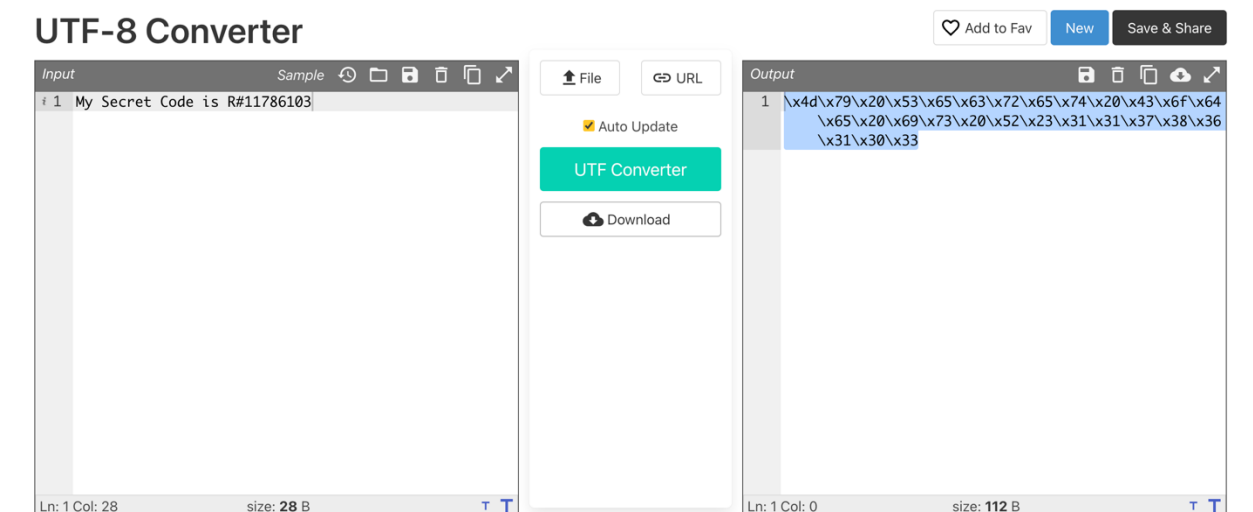 UTF-8 Converter
Add to Fav
New
Save & Share
Input
Sample
i 1 My Secret Code is R#11786103
Ln: 1 Col: 28
size: 28 B
T T
File
URL
Auto Update
UTF Converter
Download
Output
1 \x4d\x79\x20\x53\x65\x63\x72\x65\x74\x20\x43\x6f\x64
\x65\x20\x69\x73\x20\x52\x23\x31\x31\x37\x38\x36
\x31\x30\x33
Ln: 1 Col: 0
size: 112 B
T T